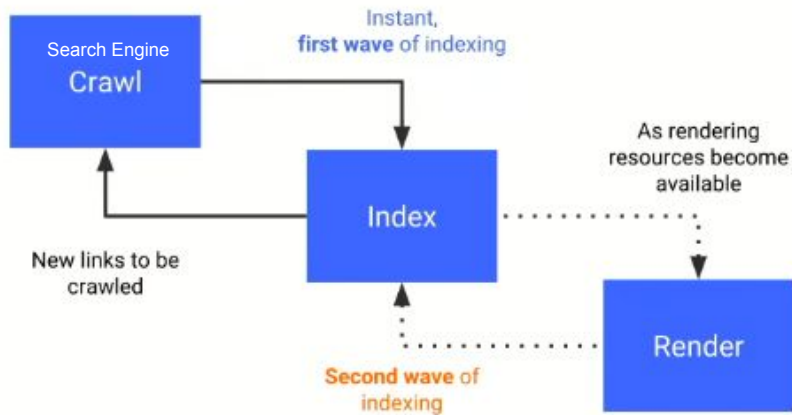 Search Engine
Crawl
Instant,
first wave of indexing
As rendering
resources become
available
Index
New links to be
crawled
Render
Second wave of
indexing